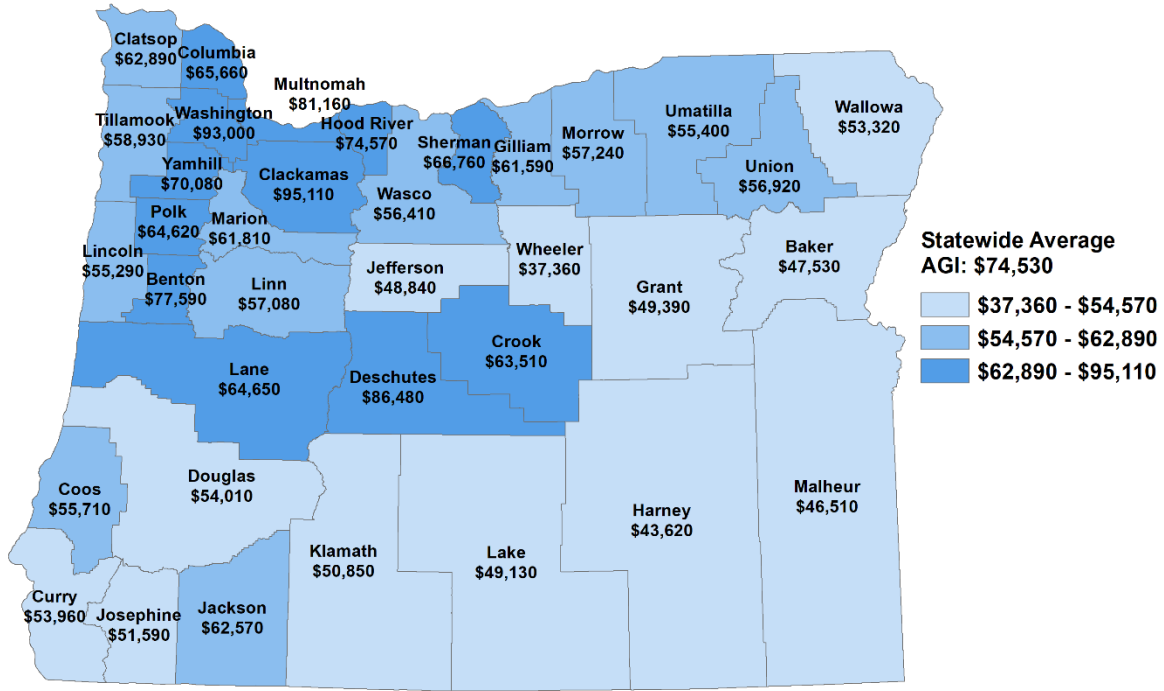 Clatsop
$62,890
Columbia
$65,660
Multnomah
$81,160
Tillamook
$58,930
Washington
$93,000
Hood River
$74,570
Sherman
$66,760
Gilliam
$61,590
Morrow
$57,240
Umatilla
$55,400
Wallowa
$53,320
Union
$56,920
Yamhill
$70,080
Clackamas
$95,110
Wasco
$56,410
Polk
$64,620
Marion
$61,810
Lincoln
$55,290
Benton
$77,590
Linn
$57,080
Jefferson
$48,840
Wheeler
$37,360
Grant
$49,390
Baker
$47,530
Lane
$64,650
Deschutes
$86,480
Crook
$63,510
Coos
$55,710
Douglas
$54,010
Klamath
$50,850
Lake
$49,130
Harney
$43,620
Malheur
$46,510
Curry
$53,960
Josephine
$51,590
Jackson
$62,570
Statewide Average
AGI: $74,530
$37,360 - $54,570
$54,570 - $62,890
$62,890 - $95,110